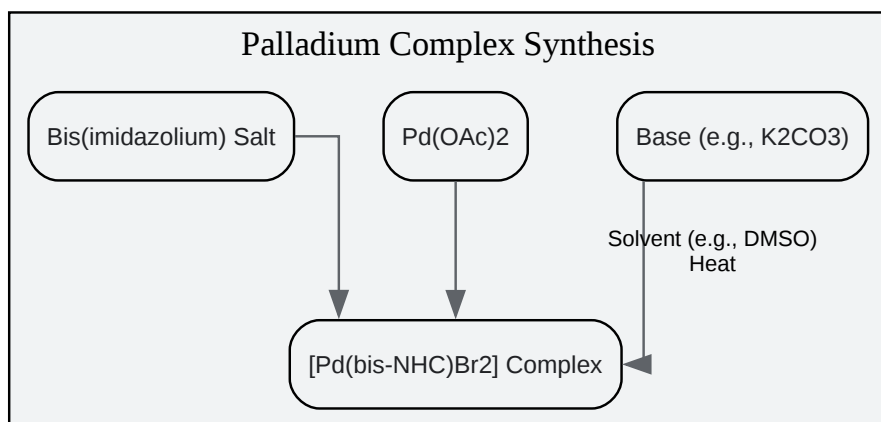 Palladium Complex Synthesis
Bis(imidazolium) Salt
Pd(OAc)2
Base (e.g., K2CO3)
Solvent (e.g., DMSO)
Heat
[Pd(bis-NHC)Br2] Complex